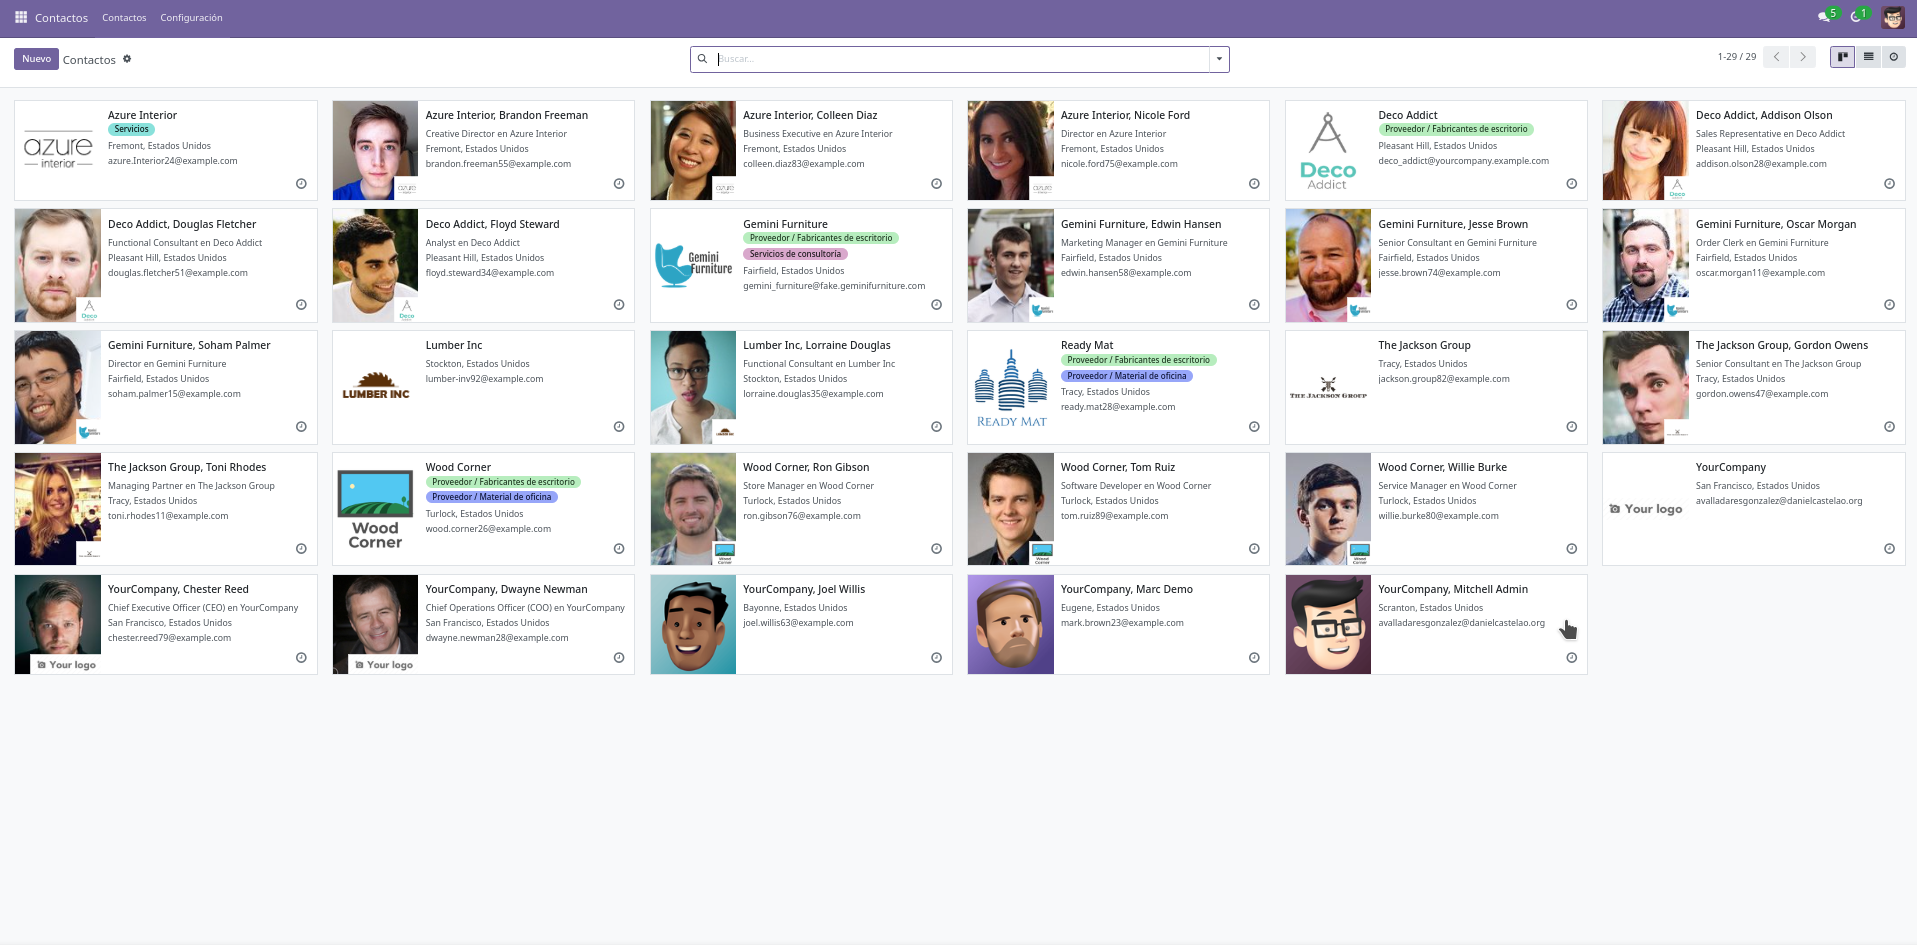 Contactos
Contactos
Configuración
5
1
Nuevo
Contactos
Buscar...
1-29 / 29
azure
interior
Azure Interior
Servicios
Fremont, Estados Unidos
azure.Interior24@example.com
Azure Interior, Brandon Freeman
Creative Director en Azure Interior
Fremont, Estados Unidos
brandon.freeman55@example.com
Azure Interior, Colleen Diaz
Business Executive en Azure Interior
Fremont, Estados Unidos
colleen.diaz83@example.com
Azure Interior, Nicole Ford
Director en Azure Interior
Fremont, Estados Unidos
nicole.ford75@example.com
Deco
Addict
Deco Addict
Proveedor / Fabricantes de escritorio
Pleasant Hill, Estados Unidos
deco_addict@yourcompany.example.com
Deco Addict, Addison Olson
Sales Representative en Deco Addict
Pleasant Hill, Estados Unidos
addison.olson28@example.com
Deco Addict, Douglas Fletcher
Functional Consultant en Deco Addict
Pleasant Hill, Estados Unidos
douglas.fletcher51@example.com
Deco
Deco Addict, Floyd Steward
Analyst en Deco Addict
Pleasant Hill, Estados Unidos
floyd.steward34@example.com
Deco
Gemini
Furniture
Gemini Furniture
Proveedor / Fabricantes de escritorio
Servicios de consultoría
Fairfield, Estados Unidos
gemini_furniture@fake.geminifurniture.com
Gemini Furniture, Edwin Hansen
Marketing Manager en Gemini Furniture
Fairfield, Estados Unidos
edwin.hansen58@example.com
Gemini Furniture, Jesse Brown
Senior Consultant en Gemini Furniture
Fairfield, Estados Unidos
jesse.brown74@example.com
Gemini Furniture, Oscar Morgan
Order Clerk en Gemini Furniture
Fairfield, Estados Unidos
oscar.morgan11@example.com
Gemini Furniture, Soham Palmer
Director en Gemini Furniture
Fairfield, Estados Unidos
soham.palmer15@example.com
LUMBER INC
Lumber Inc
Stockton, Estados Unidos
lumber-inv92@example.com
Lumber Inc, Lorraine Douglas
Functional Consultant en Lumber Inc
Stockton, Estados Unidos
lorraine.douglas35@example.com
READY MAT
Ready Mat
Proveedor / Fabricantes de escritorio
Proveedor / Material de oficina
Tracy, Estados Unidos
ready.mat28@example.com
THE JACKSON GROUP
The Jackson Group
Tracy, Estados Unidos
jackson.group82@example.com
The Jackson Group, Gordon Owens
Senior Consultant en The Jackson Group
Tracy, Estados Unidos
gordon.owens47@example.com
The Jackson Group, Toni Rhodes
Managing Partner en The Jackson Group
Tracy, Estados Unidos
toni.rhodes11@example.com
Wood
Corner
Wood Corner
Proveedor / Fabricantes de escritorio
Proveedor / Material de oficina
Turlock, Estados Unidos
wood.corner26@example.com
Wood Corner, Ron Gibson
Store Manager en Wood Corner
Turlock, Estados Unidos
ron.gibson76@example.com
Wood Corner, Tom Ruiz
Software Developer en Wood Corner
Turlock, Estados Unidos
tom.ruiz89@example.com
Wood Corner, Willie Burke
Service Manager en Wood Corner
Turlock, Estados Unidos
willie.burke80@example.com
Your logo
YourCompany
San Francisco, Estados Unidos
avalladaresgonzalez@danielcastelao.org
YourCompany, Chester Reed
Chief Executive Officer (CEO) en YourCompany
San Francisco, Estados Unidos
chester.reed79@example.com
Your logo
YourCompany, Dwayne Newman
Chief Operations Officer (COO) en YourCompany
San Francisco, Estados Unidos
dwayne.newman28@example.com
Your logo
YourCompany, Joel Willis
Bayonne, Estados Unidos
joel.willis63@example.com
YourCompany, Marc Demo
Eugene, Estados Unidos
mark.brown23@example.com
YourCompany, Mitchell Admin
Scranton, Estados Unidos
avalladaresgonzalez@danielcastelao.org